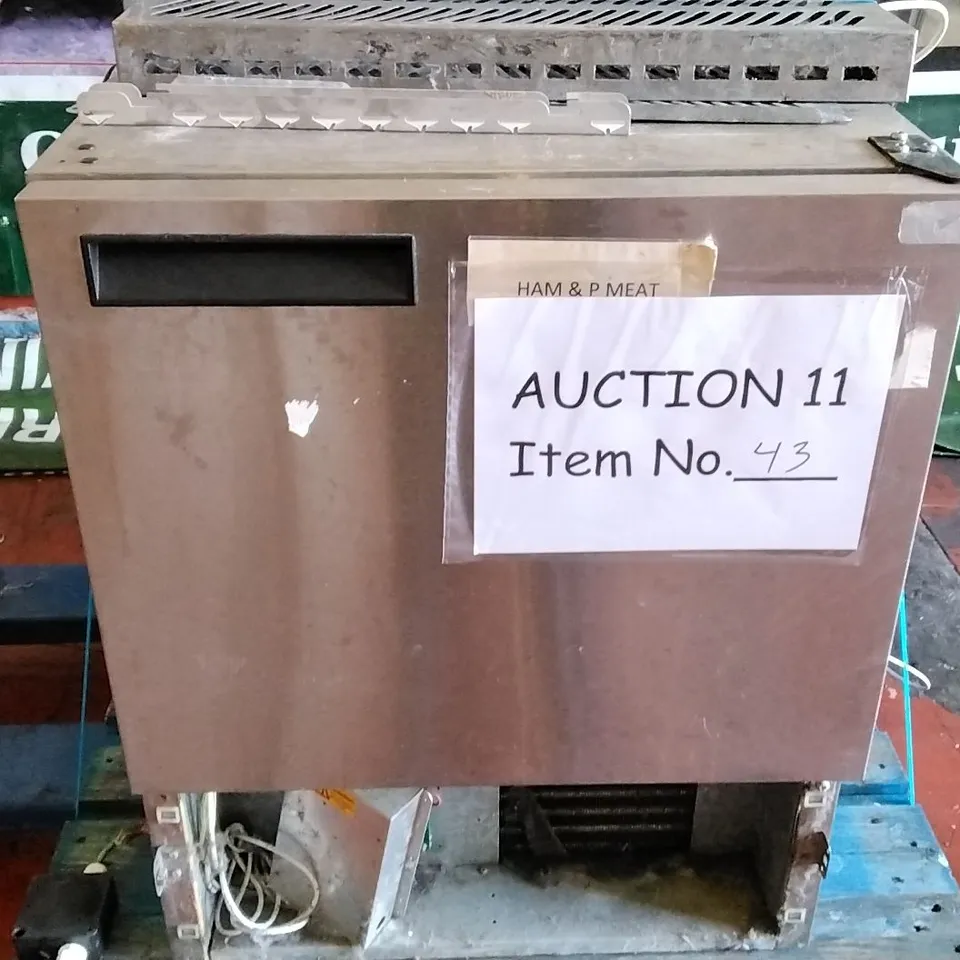 HAM & P MEAT
AUCTION 11
Item No. 43